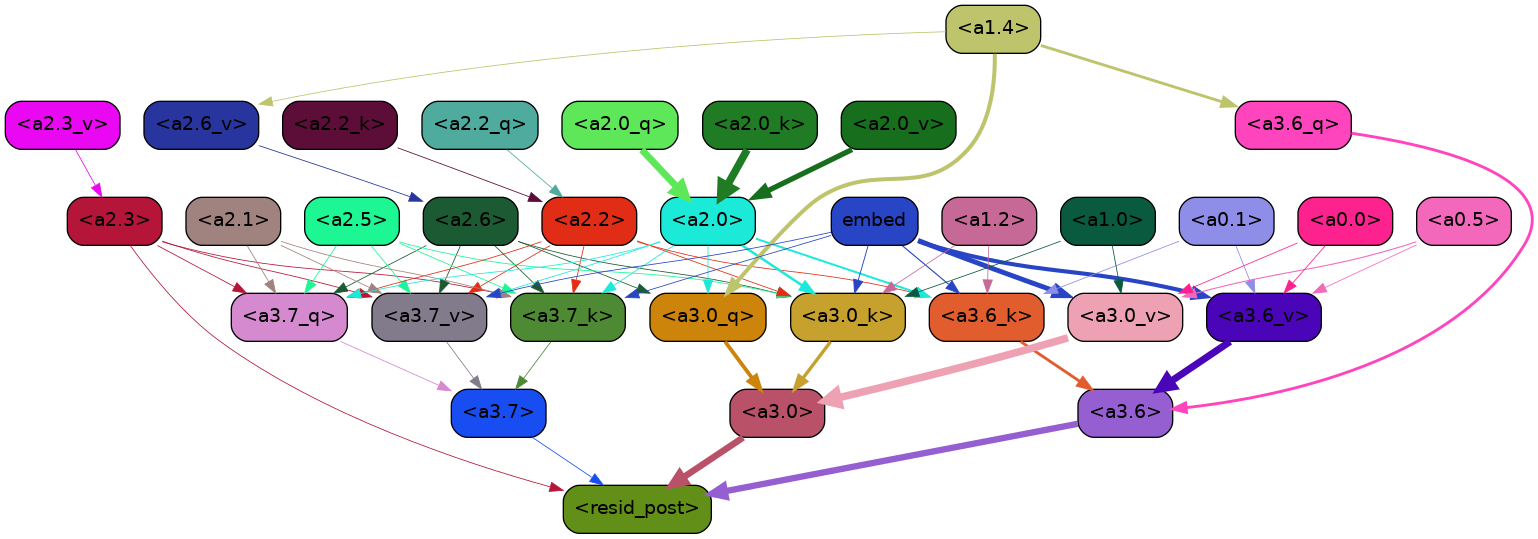 <a1.4>
<a2.3_v> <a2.6_v> <a2.2_k> <a2.2_q> <a2.0_q> <a2.0_k> <a2.0_v> <a3.6_q>
<a2.3> <a2.1> <a2.5> <a2.6> <a2.2> <a2.0> embed <a1.2> <a1.0> <a0.1> <a0.0> <a0.5>
<a3.7_q> <a3.7_v> <a3.7_k> <a3.0_q> <a3.0_k> <a3.6_k> <a3.0_v> <a3.6_v>
<a3.7> <a3.0> <a3.6>
<resid_post>